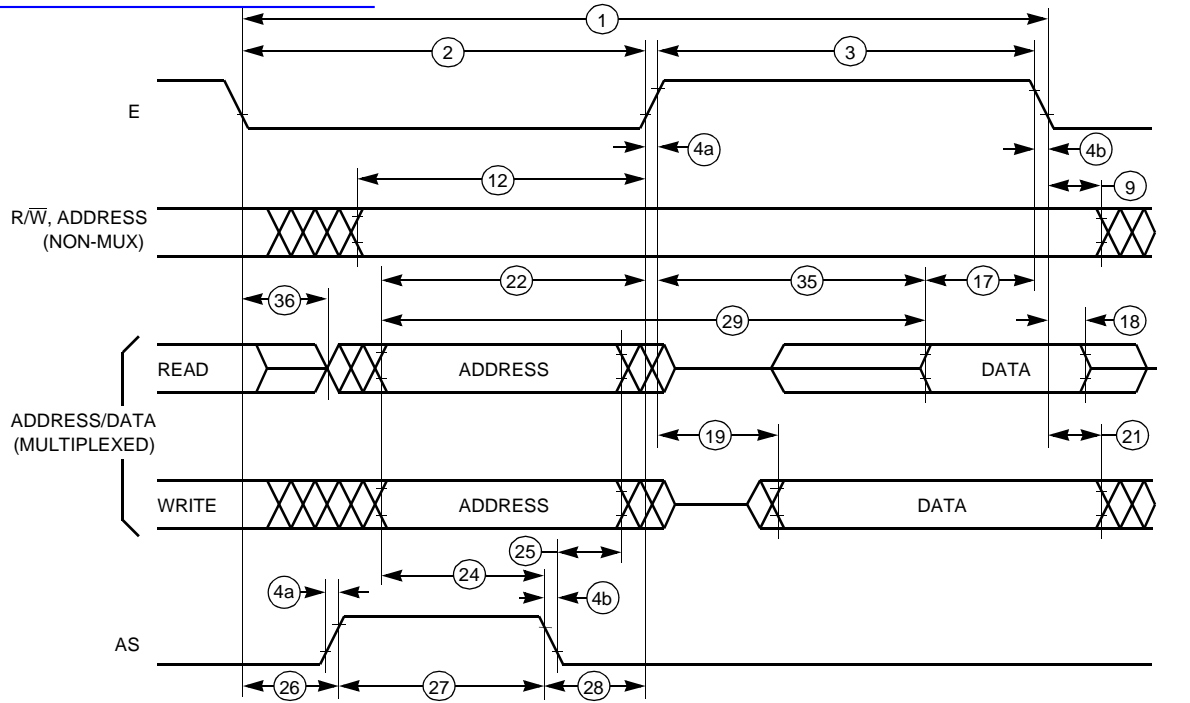 1
2
3
E
4a
4b
12
9
R/W̅, ADDRESS
(NON-MUX)
22
35
17
36
29
18
READ
ADDRESS
DATA
ADDRESS/DATA
(MULTIPLEXED)
19
21
WRITE
ADDRESS
DATA
25
24
4a
4b
AS
26
27
28